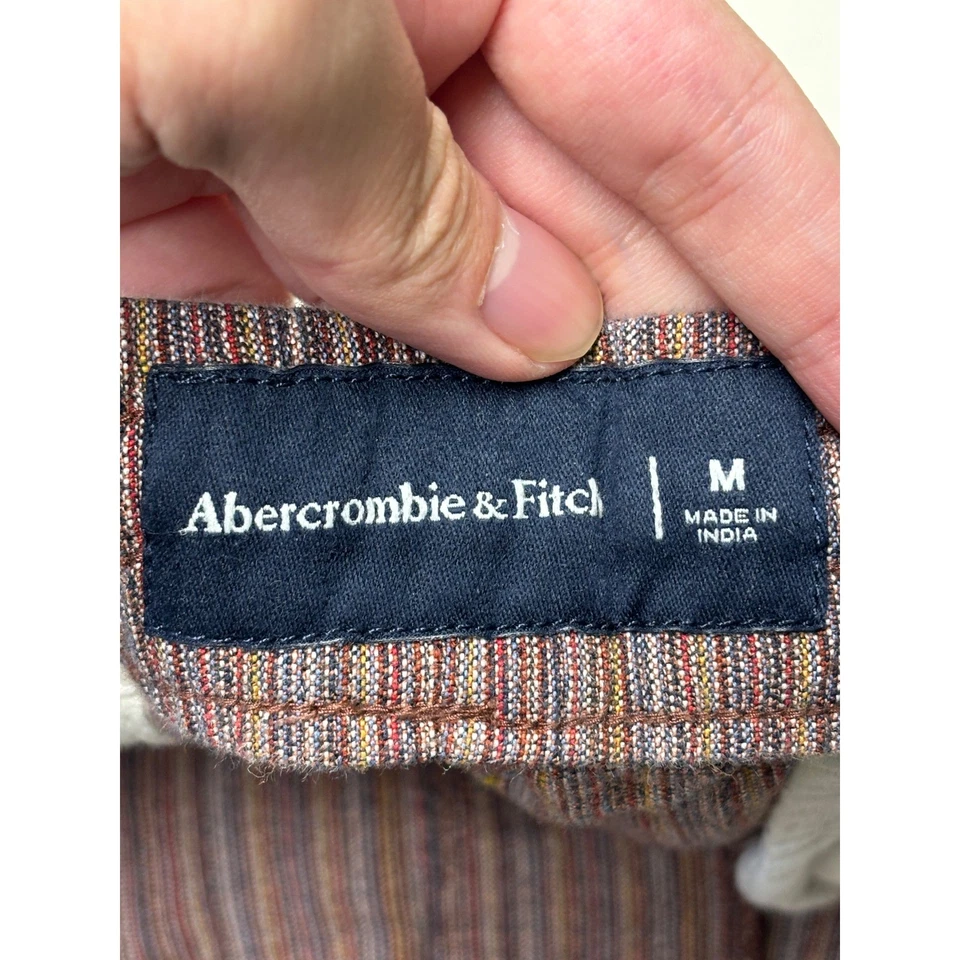 Abercrombie & Fitch
M
MADE IN
INDIA